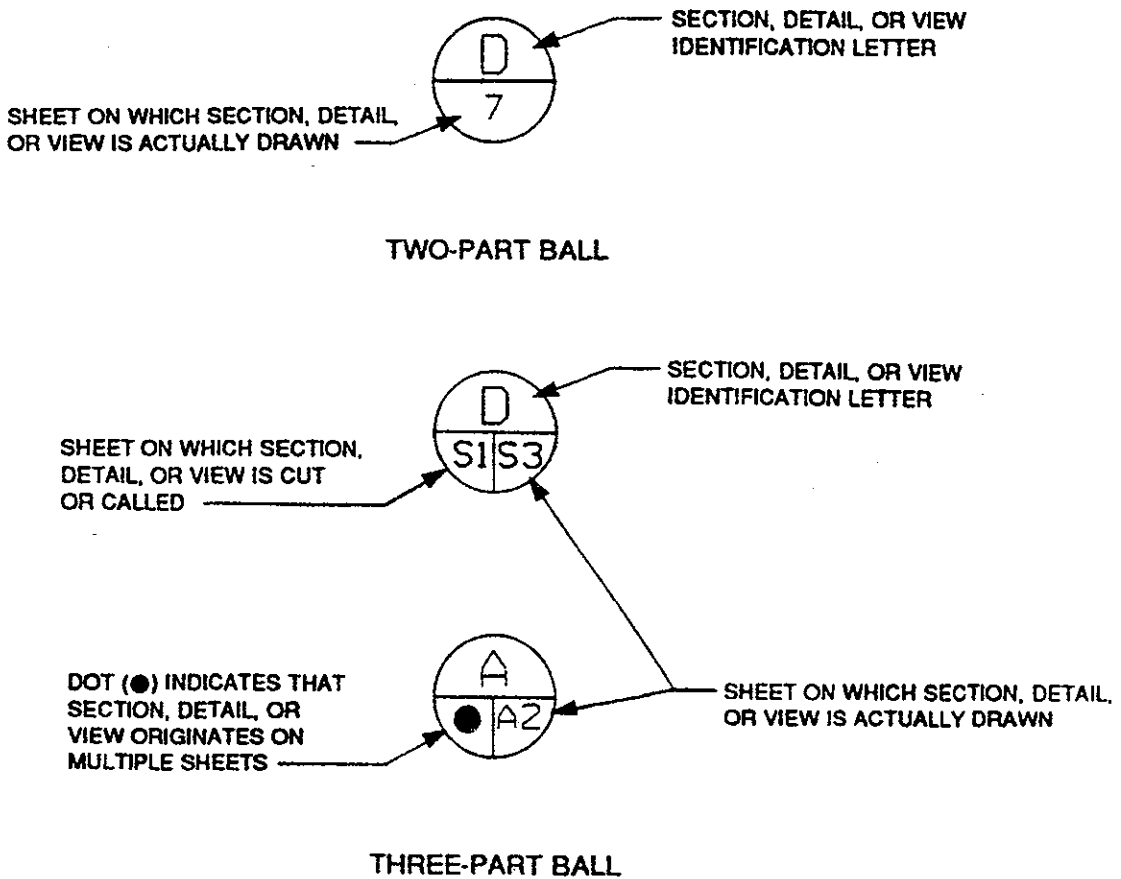 SECTION, DETAIL, OR VIEW
IDENTIFICATION LETTER
D
7
SHEET ON WHICH SECTION, DETAIL,
OR VIEW IS ACTUALLY DRAWN
TWO-PART BALL
SECTION, DETAIL, OR VIEW
IDENTIFICATION LETTER
D
S1 S3
SHEET ON WHICH SECTION,
DETAIL, OR VIEW IS CUT
OR CALLED
A
● A2
DOT (●) INDICATES THAT
SECTION, DETAIL, OR
VIEW ORIGINATES ON
MULTIPLE SHEETS
SHEET ON WHICH SECTION, DETAIL,
OR VIEW IS ACTUALLY DRAWN
THREE-PART BALL